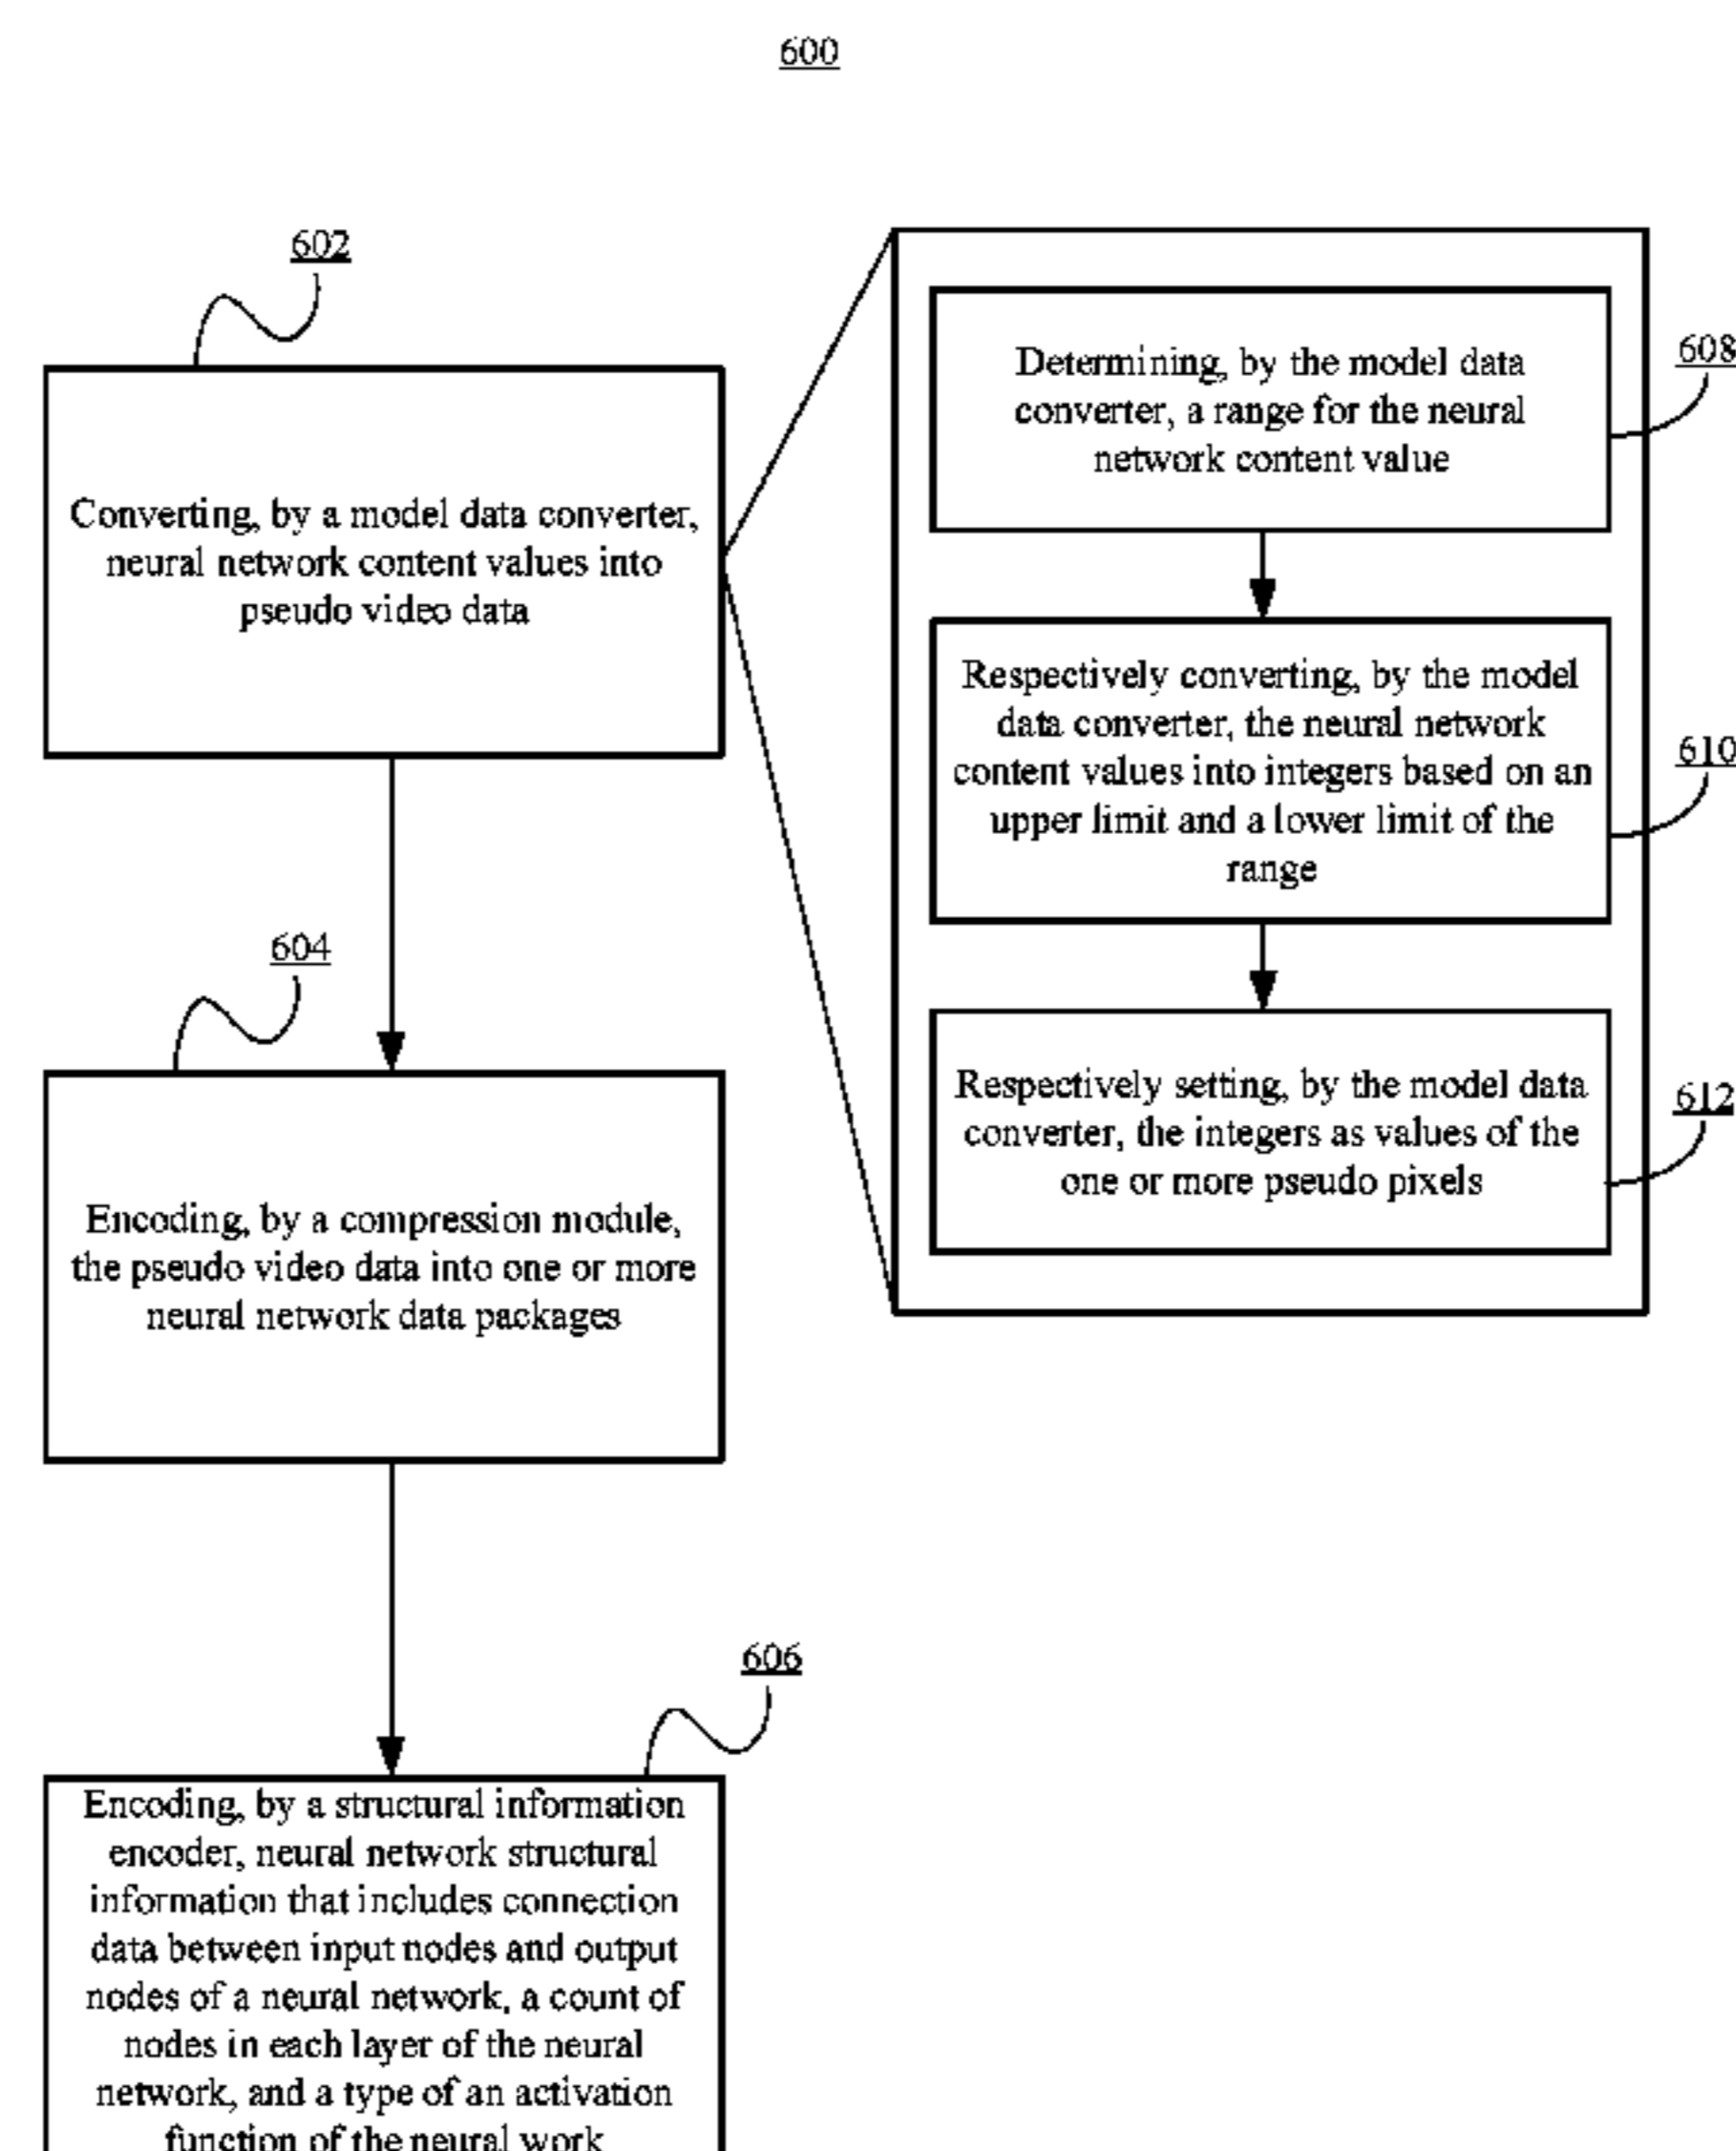 600
602
Converting, by a model data converter,
neural network content values into
pseudo video data
604
Encoding, by a compression module,
the pseudo video data into one or more
neural network data packages
606
Encoding, by a structural information
encoder, neural network structural
information that includes connection
data between input nodes and output
nodes of a neural network, a count of
nodes in each layer of the neural
network, and a type of an activation
function of the neural work
608
Determining, by the model data
converter, a range for the neural
network content value
610
Respectively converting, by the model
data converter, the neural network
content values into integers based on an
upper limit and a lower limit of the
range
612
Respectively setting, by the model data
converter, the integers as values of the
one or more pseudo pixels